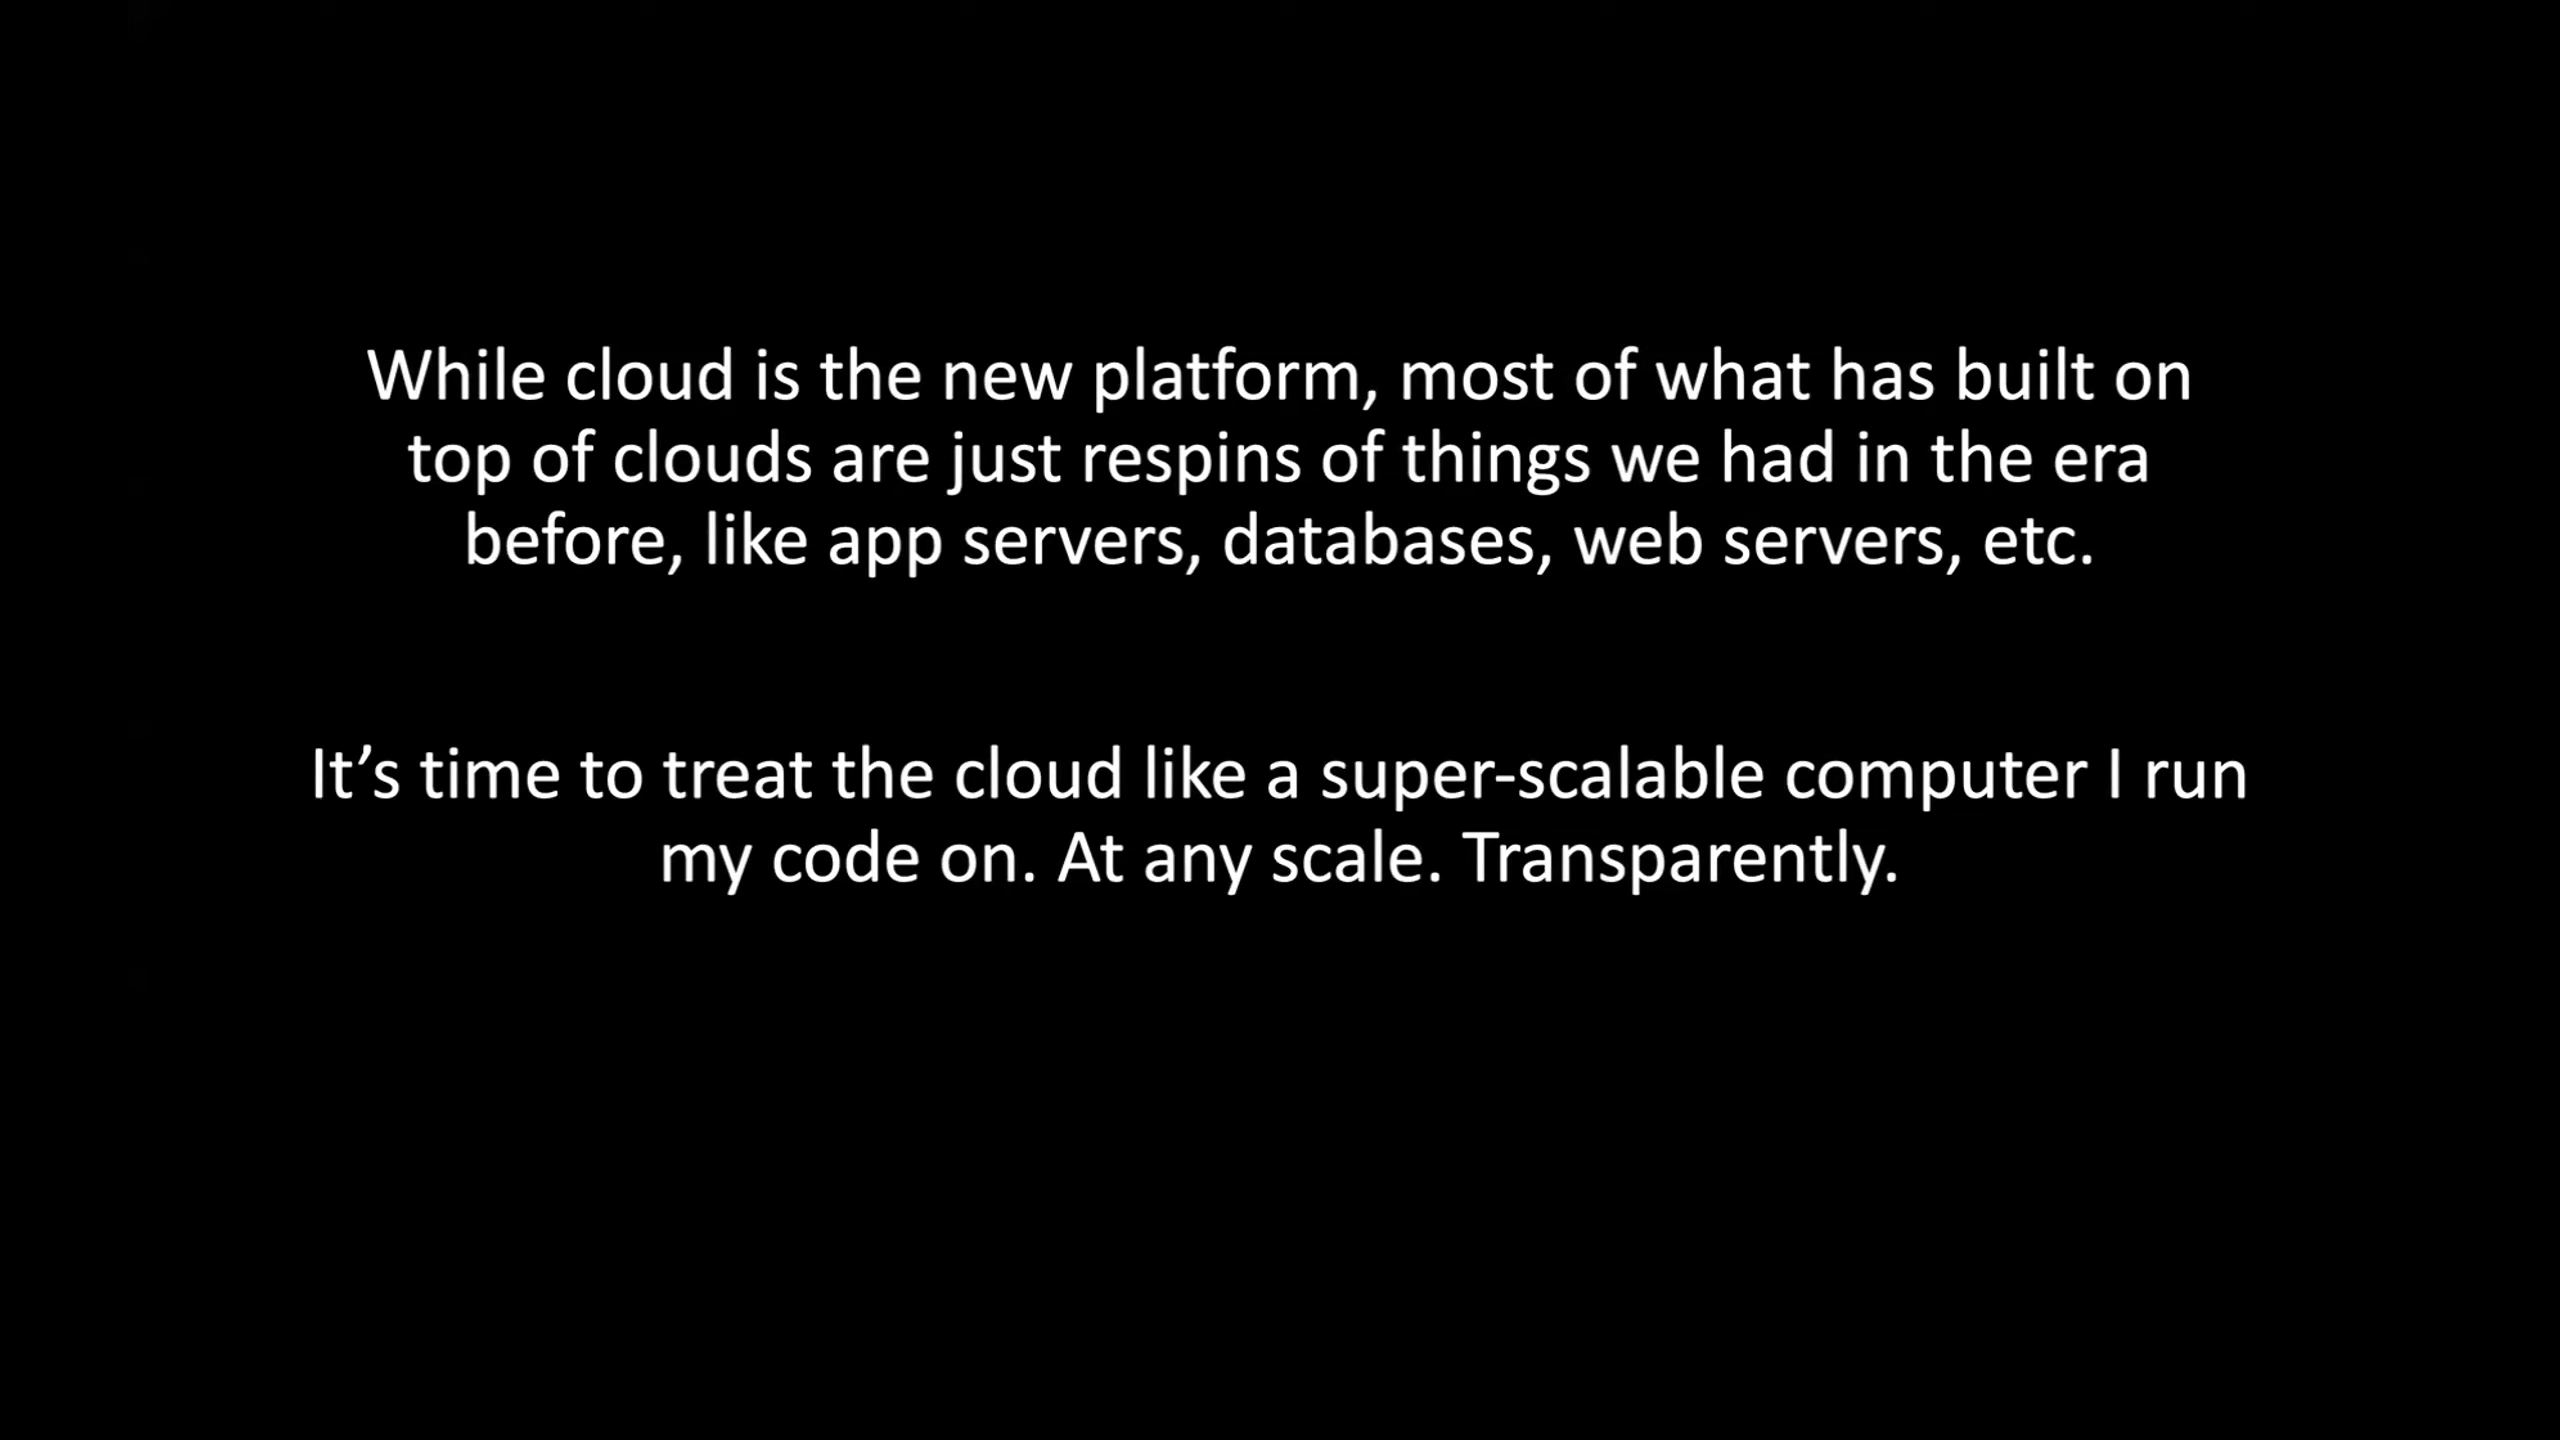 While cloud is the new platform, most of what has built on
top of clouds are just respins of things we had in the era
before, like app servers, databases, web servers, etc.
It’s time to treat the cloud like a super-scalable computer I run
my code on. At any scale. Transparently.